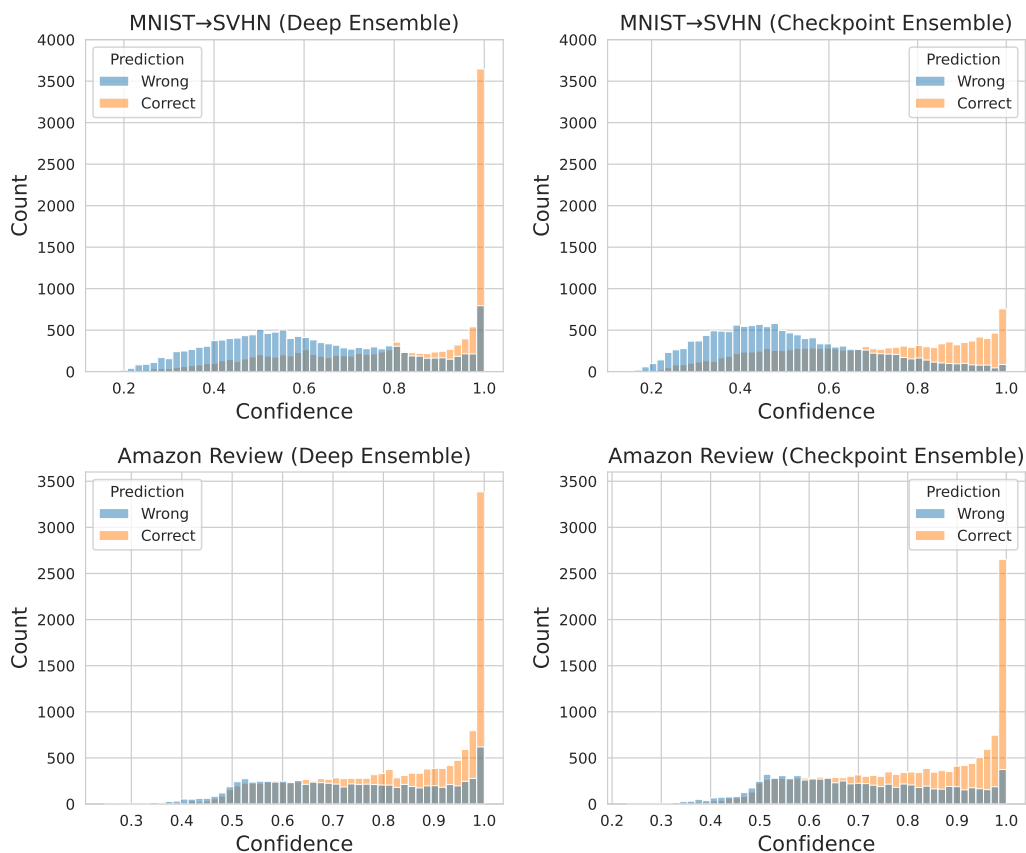 MNIST→SVHN (Deep Ensemble)
4000
3500
3000
2500
2000
1500
1000
500
0
Count
Prediction
Wrong
Correct
0.2
0.4
0.6
0.8
1.0
Confidence
MNIST→SVHN (Checkpoint Ensemble)
4000
3500
3000
2500
2000
1500
1000
500
0
Count
Prediction
Wrong
Correct
0.2
0.4
0.6
0.8
1.0
Confidence
Amazon Review (Deep Ensemble)
3500
3000
2500
2000
1500
1000
500
0
Count
Prediction
Wrong
Correct
0.3
0.4
0.5
0.6
0.7
0.8
0.9
1.0
Confidence
Amazon Review (Checkpoint Ensemble)
3500
3000
2500
2000
1500
1000
500
0
Count
Prediction
Wrong
Correct
0.2
0.3
0.4
0.5
0.6
0.7
0.8
0.9
1.0
Confidence